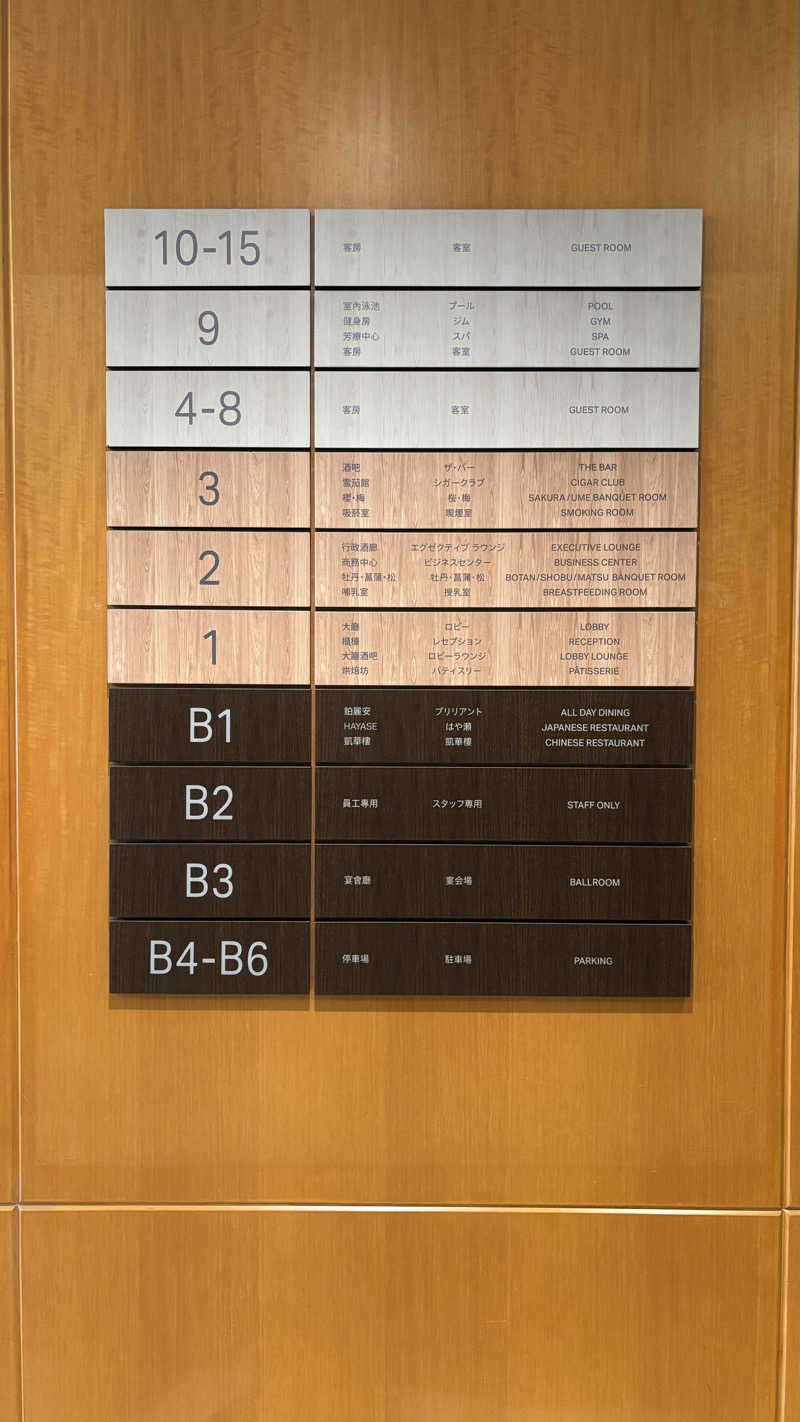 10-15 客房 客室 GUEST ROOM
9
室內泳池 プール POOL
健身房 ジム GYM
芳療中心 スパ SPA
客房 客室 GUEST ROOM
4-8 客房 客室 GUEST ROOM
3
酒吧 ザ・バー THE BAR
雪茄館 シガークラブ CIGAR CLUB
櫻・梅 桜・梅 SAKURA/UME BANQUET ROOM
吸菸室 喫煙室 SMOKING ROOM
2
行政酒廊 エグゼクティブ ラウンジ EXECUTIVE LOUNGE
商務中心 ビジネスセンター BUSINESS CENTER
牡丹・菖蒲・松 牡丹・菖蒲・松 BOTAN/SHOBU/MATSU BANQUET ROOM
哺乳室 授乳室 BREASTFEEDING ROOM
1
大廳 ロビー LOBBY
櫃檯 レセプション RECEPTION
大廳酒吧 ロビーラウンジ LOBBY LOUNGE
烘焙坊 パティスリー PÂTISSERIE
B1
鉑麗安 ブリリアント ALL DAY DINING
HAYASE はや瀬 JAPANESE RESTAURANT
凱華樓 凱華樓 CHINESE RESTAURANT
B2 員工專用 スタッフ専用 STAFF ONLY
B3 宴會廳 宴会場 BALLROOM
B4-B6 停車場 駐車場 PARKING